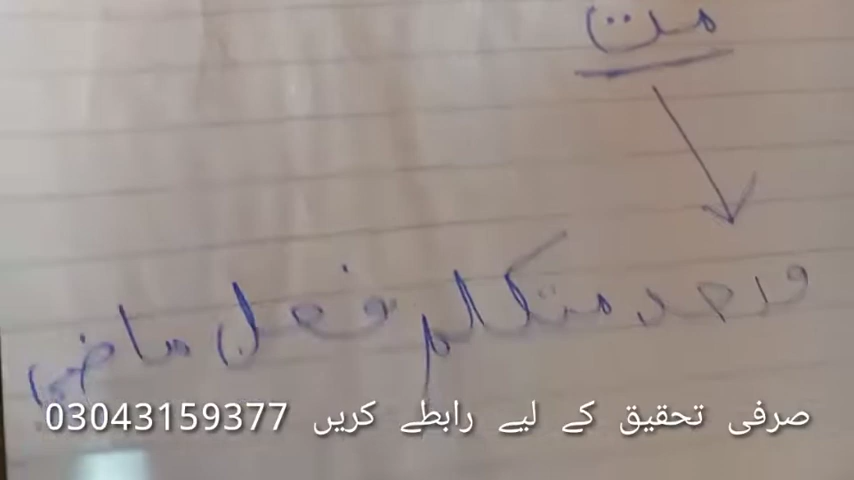 مت
واحد متکلم فعل ماضی
صرفی تحقیق کے لیے رابطے کریں 03043159377